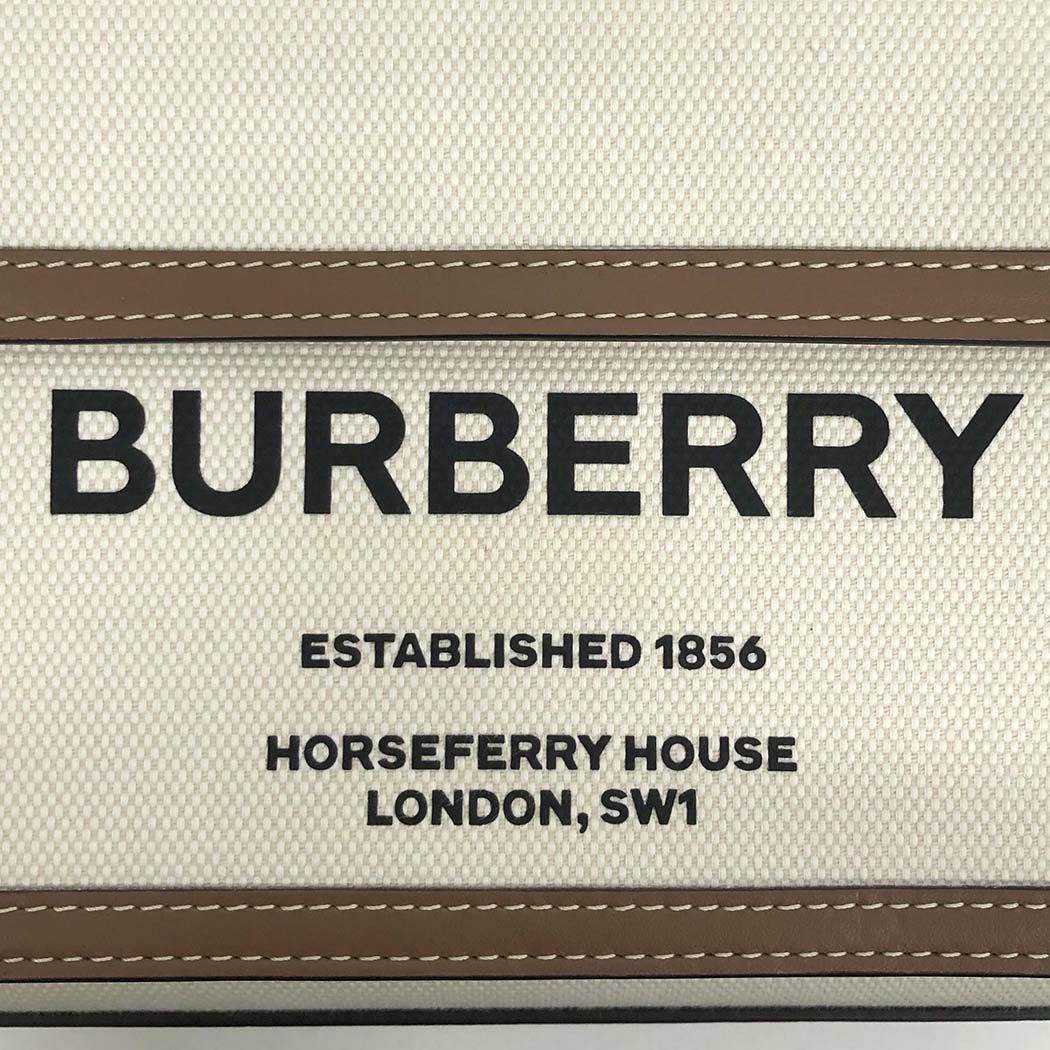 BURBERRY
ESTABLISHED 1856
HORSEFERRY HOUSE
LONDON, SW1